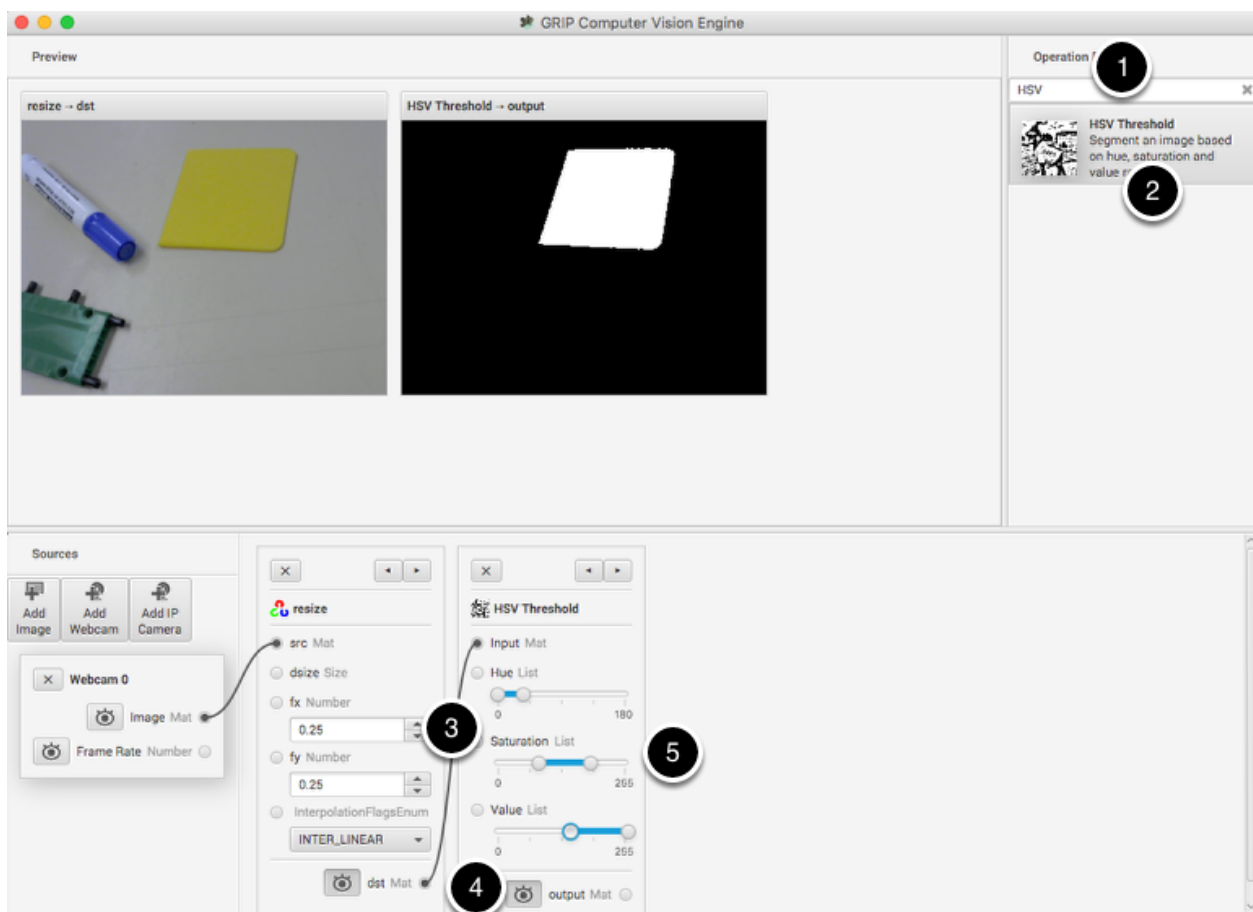 GRIP Computer Vision Engine
Preview
Operation
1
HSV
resize → dst
HSV Threshold → output
HSV Threshold
Segment an image based
on hue, saturation and
value
2
Sources
Add
Image
Add
Webcam
Add IP
Camera
Webcam 0
Image Mat
Frame Rate Number
resize
src Mat
dsize Size
fx Number
0.25
fy Number
0.25
InterpolationFlagsEnum
INTER_LINEAR
dst Mat
3
4
HSV Threshold
Input Mat
Hue List
0 180
Saturation List
0 255
Value List
0 255
output Mat
5